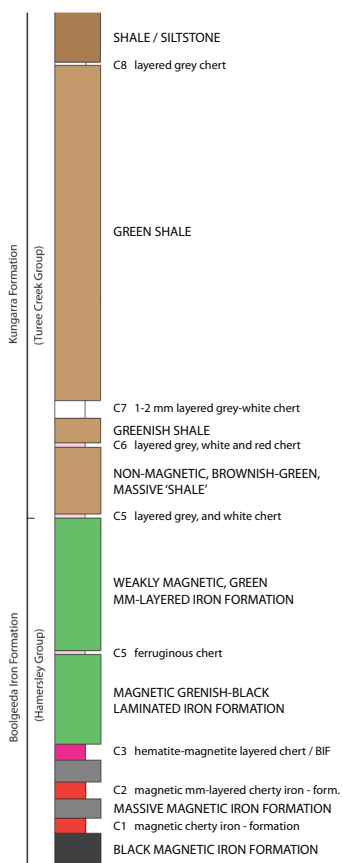 SHALE / SILTSTONE
C8 layered grey chert
GREEN SHALE
C7 1-2 mm layered grey-white chert
GREENISH SHALE
C6 layered grey, white and red chert
NON-MAGNETIC, BROWNISH-GREEN,
MASSIVE 'SHALE'
C5 layered grey, and white chert
WEAKLY MAGNETIC, GREEN
MM-LAYERED IRON FORMATION
C5 ferruginous chert
MAGNETIC GRENISH-BLACK
LAMINATED IRON FORMATION
C3 hematite-magnetite layered chert / BIF
C2 magnetic mm-layered cherty iron - form.
MASSIVE MAGNETIC IRON FORMATION
C1 magnetic cherty iron - formation
BLACK MAGNETIC IRON FORMATION
Kungarra Formation
(Turee Creek Group)
Boolgeeda Iron Formation
(Hamersley Group)